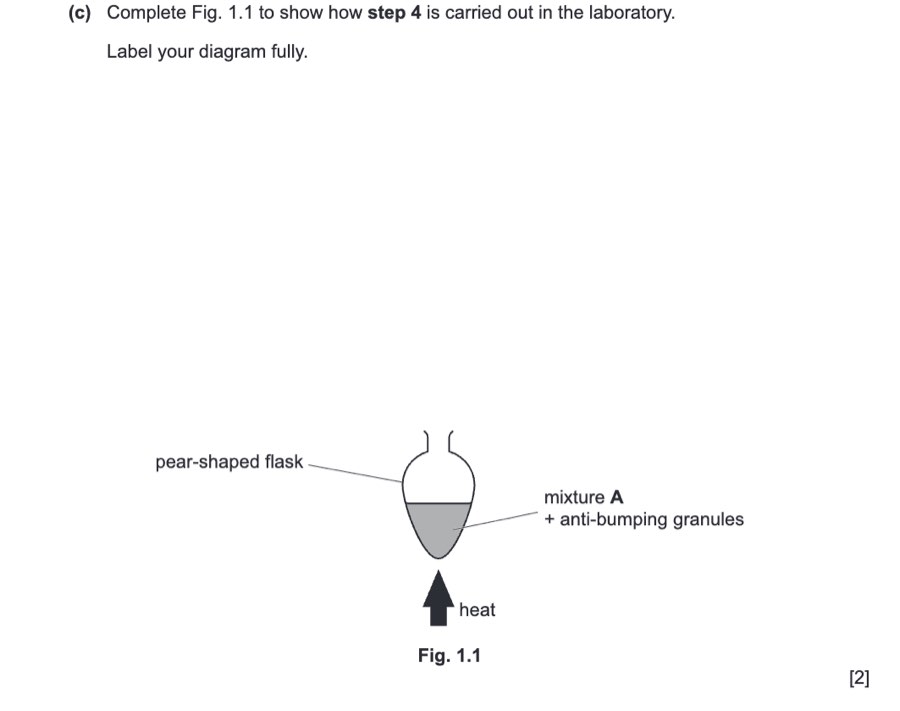 (c) Complete Fig. 1.1 to show how step 4 is carried out in the laboratory.
Label your diagram fully.
pear-shaped flask
mixture A
+ anti-bumping granules
heat
Fig. 1.1
[2]